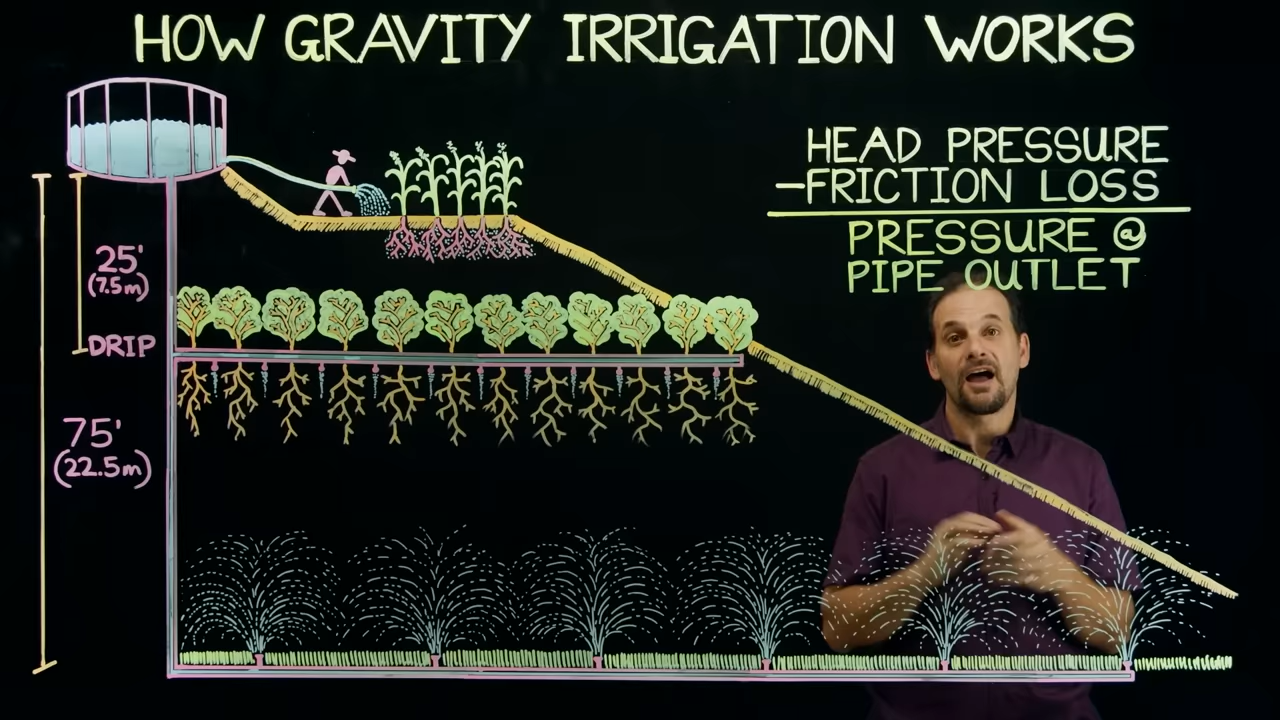 HOW GRAVITY IRRIGATION WORKS
HEAD PRESSURE
-FRICTION LOSS
PRESSURE @
PIPE OUTLET
25'
(7.5m)
DRIP
75'
(22.5m)